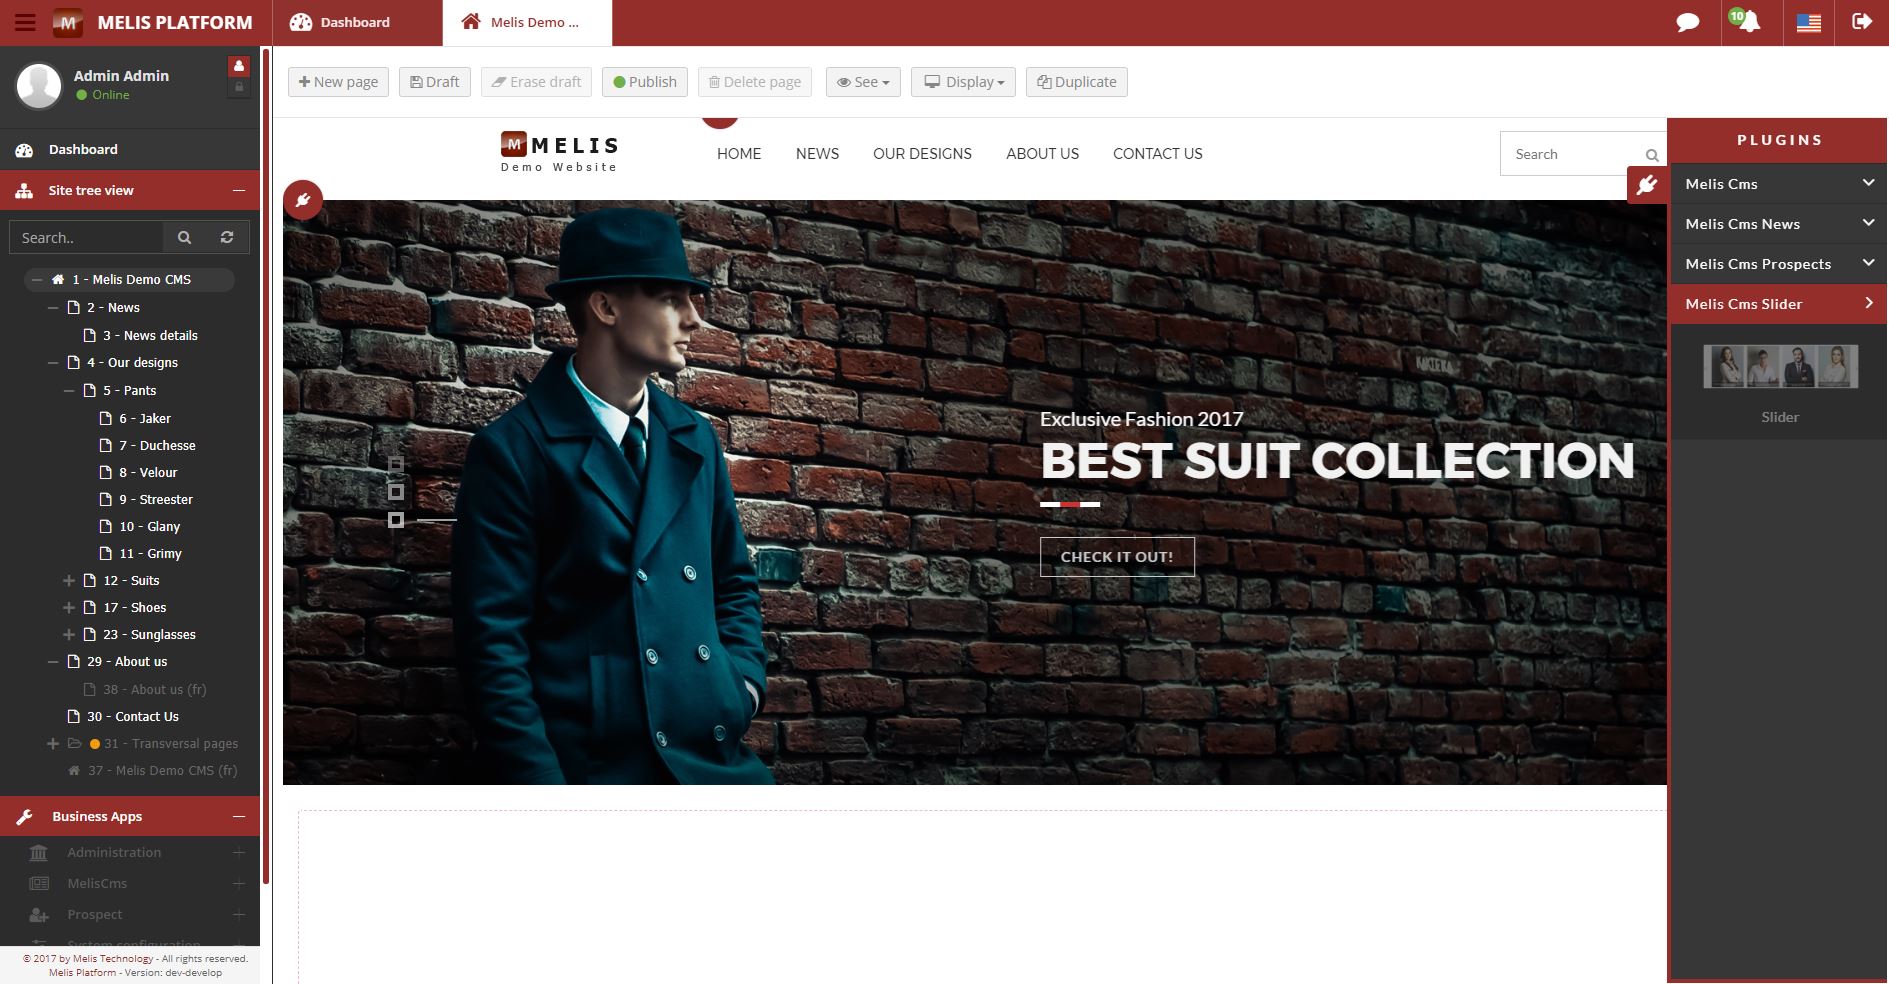 MELIS PLATFORM
Dashboard
Melis Demo ...
10
Admin Admin
Online
Dashboard
Site tree view
Search..
1 - Melis Demo CMS
2 - News
3 - News details
4 - Our designs
5 - Pants
6 - Jaker
7 - Duchesse
8 - Velour
9 - Streester
10 - Glany
11 - Grimy
12 - Suits
17 - Shoes
23 - Sunglasses
29 - About us
38 - About us (fr)
30 - Contact Us
31 - Transversal pages
37 - Melis Demo CMS (fr)
Business Apps
Administration
MelisCms
Prospect
System configuration
© 2017 by Melis Technology - All rights reserved.
Melis Platform - Version: dev-develop
New page
Draft
Erase draft
Publish
Delete page
See
Display
Duplicate
M MELIS
Demo Website
HOME
NEWS
OUR DESIGNS
ABOUT US
CONTACT US
Search
Exclusive Fashion 2017
BEST SUIT COLLECTION
CHECK IT OUT!
PLUGINS
Melis Cms
Melis Cms News
Melis Cms Prospects
Melis Cms Slider
Slider